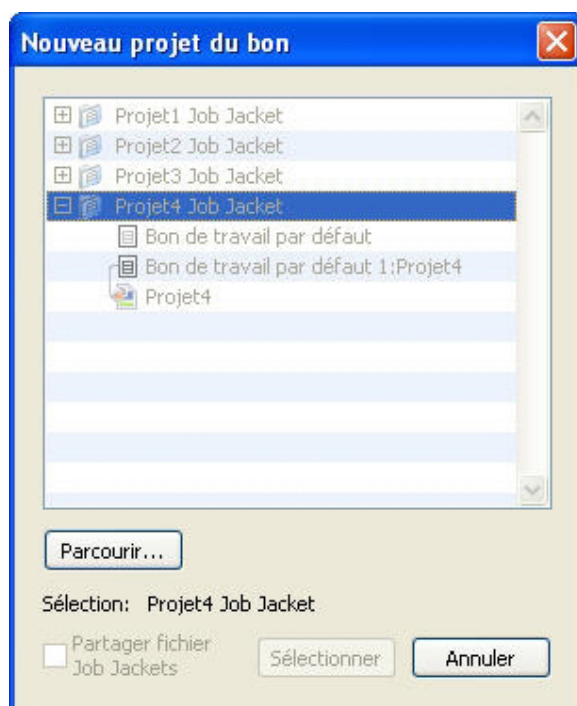 Nouveau projet du bon
Projet1 Job Jacket
Projet2 Job Jacket
Projet3 Job Jacket
Projet4 Job Jacket
Bon de travail par défaut
Bon de travail par défaut 1:Projet4
Projet4
Parcourir...
Sélection: Projet4 Job Jacket
Partager fichier
Job Jackets
Sélectionner
Annuler